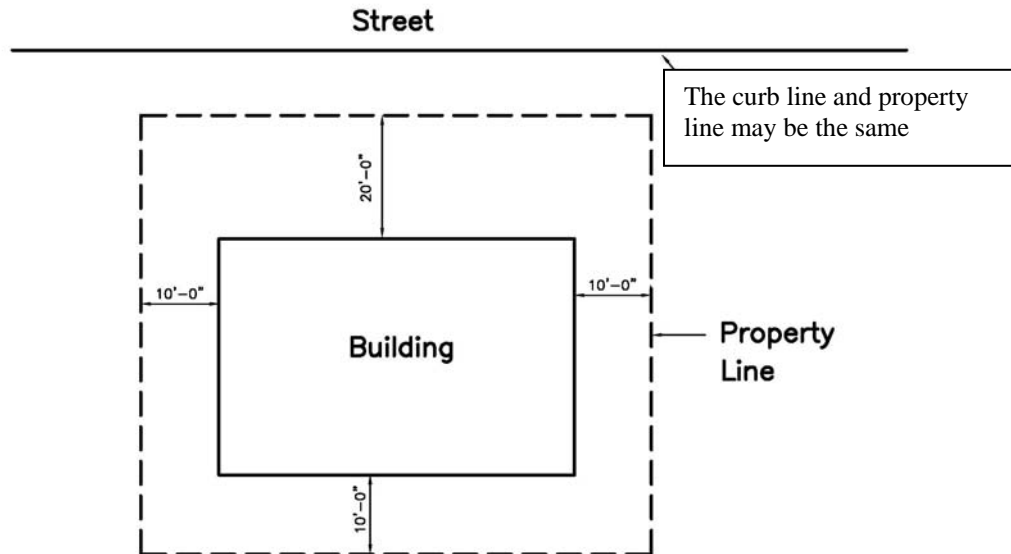 Street
The curb line and property
line may be the same
20'-0"
10'-0"
10'-0"
Building
Property
Line
10'-0"